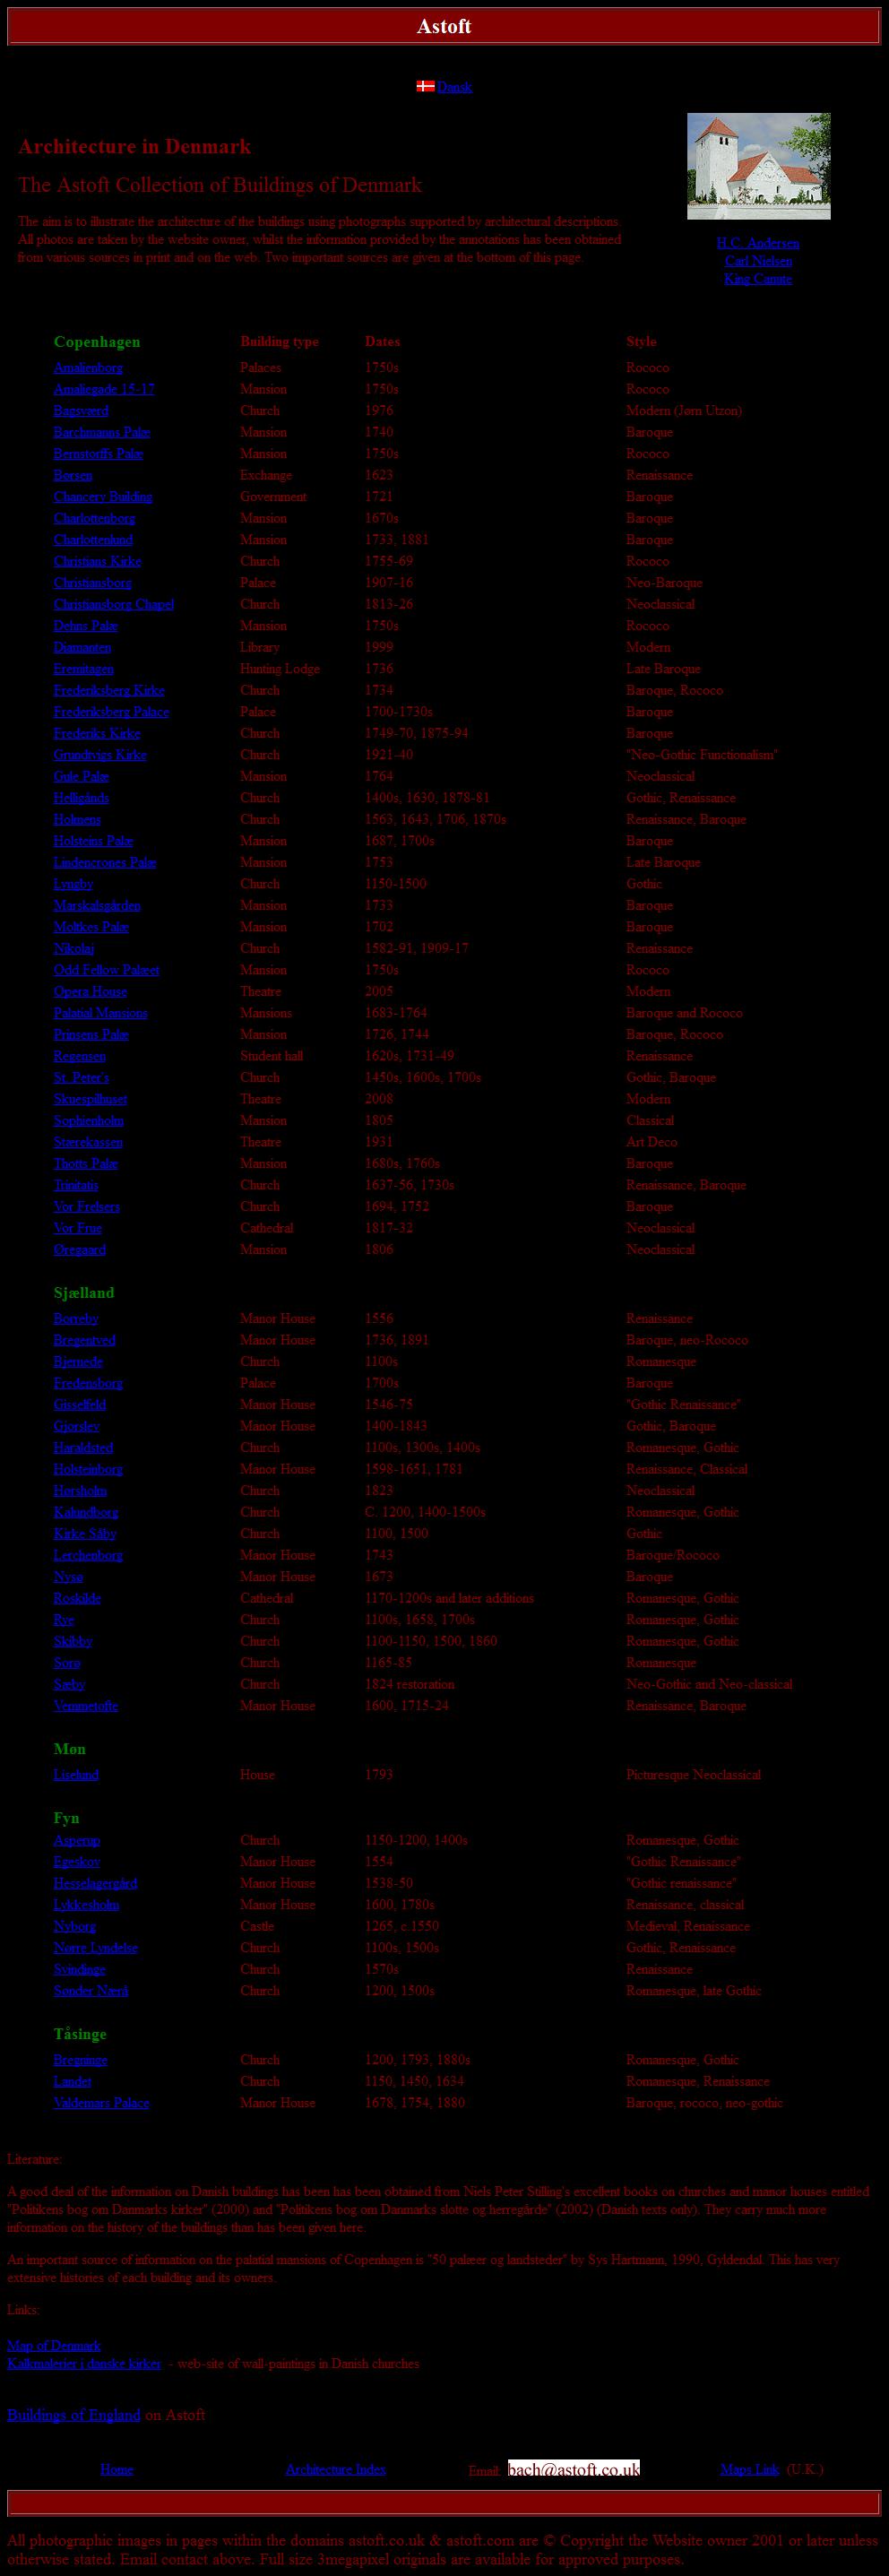 Astoft
Dansk
Architecture in Denmark
The Astoft Collection of Buildings of Denmark
The aim is to illustrate the architecture of the buildings using photographs supported by architectural descriptions.
All photos are taken by the website owner, whilst the information provided by the annotations has been obtained
from various sources in print and on the web. Two important sources are given at the bottom of this page.
H.C. Andersen
Carl Nielsen
King Canute
Copenhagen Building type Dates Style
Amalienborg Palaces 1750s Rococo
Amaliegade 15-17 Mansion 1750s Rococo
Bagsværd Church 1976 Modern (Jørn Utzon)
Barchmanns Palæ Mansion 1740 Baroque
Bernstorffs Palæ Mansion 1750s Rococo
Børsen Exchange 1623 Renaissance
Chancery Building Government 1721 Baroque
Charlottenborg Mansion 1670s Baroque
Charlottenlund Mansion 1733, 1881 Baroque
Christians Kirke Church 1755-69 Rococo
Christiansborg Palace 1907-16 Neo-Baroque
Christiansborg Chapel Church 1813-26 Neoclassical
Dehns Palæ Mansion 1750s Rococo
Diamanten Library 1999 Modern
Eremitagen Hunting Lodge 1736 Late Baroque
Frederiksberg Kirke Church 1734 Baroque, Rococo
Frederiksberg Palace Palace 1700-1730s Baroque
Frederiks Kirke Church 1749-70, 1875-94 Baroque
Grundtvigs Kirke Church 1921-40 "Neo-Gothic Functionalism"
Gule Palæ Mansion 1764 Neoclassical
Helligånds Church 1400s, 1630, 1878-81 Gothic, Renaissance
Holmens Church 1563, 1643, 1706, 1870s Renaissance, Baroque
Holsteins Palæ Mansion 1687, 1700s Baroque
Lindencrones Palæ Mansion 1753 Late Baroque
Lyngby Church 1150-1500 Gothic
Marskalsgården Mansion 1733 Baroque
Moltkes Palæ Mansion 1702 Baroque
Nikolaj Church 1582-91, 1909-17 Renaissance
Odd Fellow Palæet Mansion 1750s Rococo
Opera House Theatre 2005 Modern
Palatial Mansions Mansions 1683-1764 Baroque and Rococo
Prinsens Palæ Mansion 1726, 1744 Baroque, Rococo
Regensen Student hall 1620s, 1731-49 Renaissance
St. Peter's Church 1450s, 1600s, 1700s Gothic, Baroque
Skuespilhuset Theatre 2008 Modern
Sophienholm Mansion 1805 Classical
Stærekassen Theatre 1931 Art Deco
Thotts Palæ Mansion 1680s, 1760s Baroque
Trinitatis Church 1637-56, 1730s Renaissance, Baroque
Vor Frelsers Church 1694, 1752 Baroque
Vor Frue Cathedral 1817-32 Neoclassical
Øregaard Mansion 1806 Neoclassical
Sjælland
Borreby Manor House 1556 Renaissance
Bregentved Manor House 1736, 1891 Baroque, neo-Rococo
Bjernede Church 1100s Romanesque
Fredensborg Palace 1700s Baroque
Gisselfeld Manor House 1546-75 "Gothic Renaissance"
Gjorslev Manor House 1400-1843 Gothic, Baroque
Haraldsted Church 1100s, 1300s, 1400s Romanesque, Gothic
Holsteinborg Manor House 1598-1651, 1781 Renaissance, Classical
Hørsholm Church 1823 Neoclassical
Kalundborg Church C. 1200, 1400-1500s Romanesque, Gothic
Kirke Såby Church 1100, 1500 Gothic
Lerchenborg Manor House 1743 Baroque/Rococo
Nysø Manor House 1673 Baroque
Roskilde Cathedral 1170-1200s and later additions Romanesque, Gothic
Rye Church 1100s, 1658, 1700s Romanesque, Gothic
Skibby Church 1100-1150, 1500, 1860 Romanesque, Gothic
Sorø Church 1165-85 Romanesque
Sæby Church 1824 restoration Neo-Gothic and Neo-classical
Vemmetofte Manor House 1600, 1715-24 Renaissance, Baroque
Møn
Liselund House 1793 Picturesque Neoclassical
Fyn
Asperup Church 1150-1200, 1400s Romanesque, Gothic
Egeskov Manor House 1554 "Gothic Renaissance"
Hesselagergård Manor House 1538-50 "Gothic renaissance"
Lykkesholm Manor House 1600, 1780s Renaissance, classical
Nyborg Castle 1265, c.1550 Medieval, Renaissance
Nørre Lyndelse Church 1100s, 1500s Gothic, Renaissance
Svindinge Church 1570s Renaissance
Sønder Nærå Church 1200, 1500s Romanesque, late Gothic
Tåsinge
Bregninge Church 1200, 1793, 1880s Romanesque, Gothic
Landet Church 1150, 1450, 1634 Romanesque, Renaissance
Valdemars Palace Manor House 1678, 1754, 1880 Baroque, rococo, neo-gothic
Literature:
A good deal of the information on Danish buildings has been has been obtained from Niels Peter Stilling's excellent books on churches and manor houses entitled
"Politikens bog om Danmarks kirker" (2000) and "Politikens bog om Danmarks slotte og herregårde" (2002) (Danish texts only). They carry much more
information on the history of the buildings than has been given here.
An important source of information on the palatial mansions of Copenhagen is "50 palæer og landsteder" by Sys Hartmann, 1990, Gyldendal. This has very
extensive histories of each building and its owners.
Links:
Map of Denmark
Kalkmalerier i danske kirker - web-site of wall-paintings in Danish churches
Buildings of England on Astoft
Home Architecture Index Email: bach@astoft.co.uk Maps Link (U.K.)
All photographic images in pages within the domains astoft.co.uk & astoft.com are © Copyright the Website owner 2001 or later unless
otherwise stated. Email contact above. Full size 3megapixel originals are available for approved purposes.